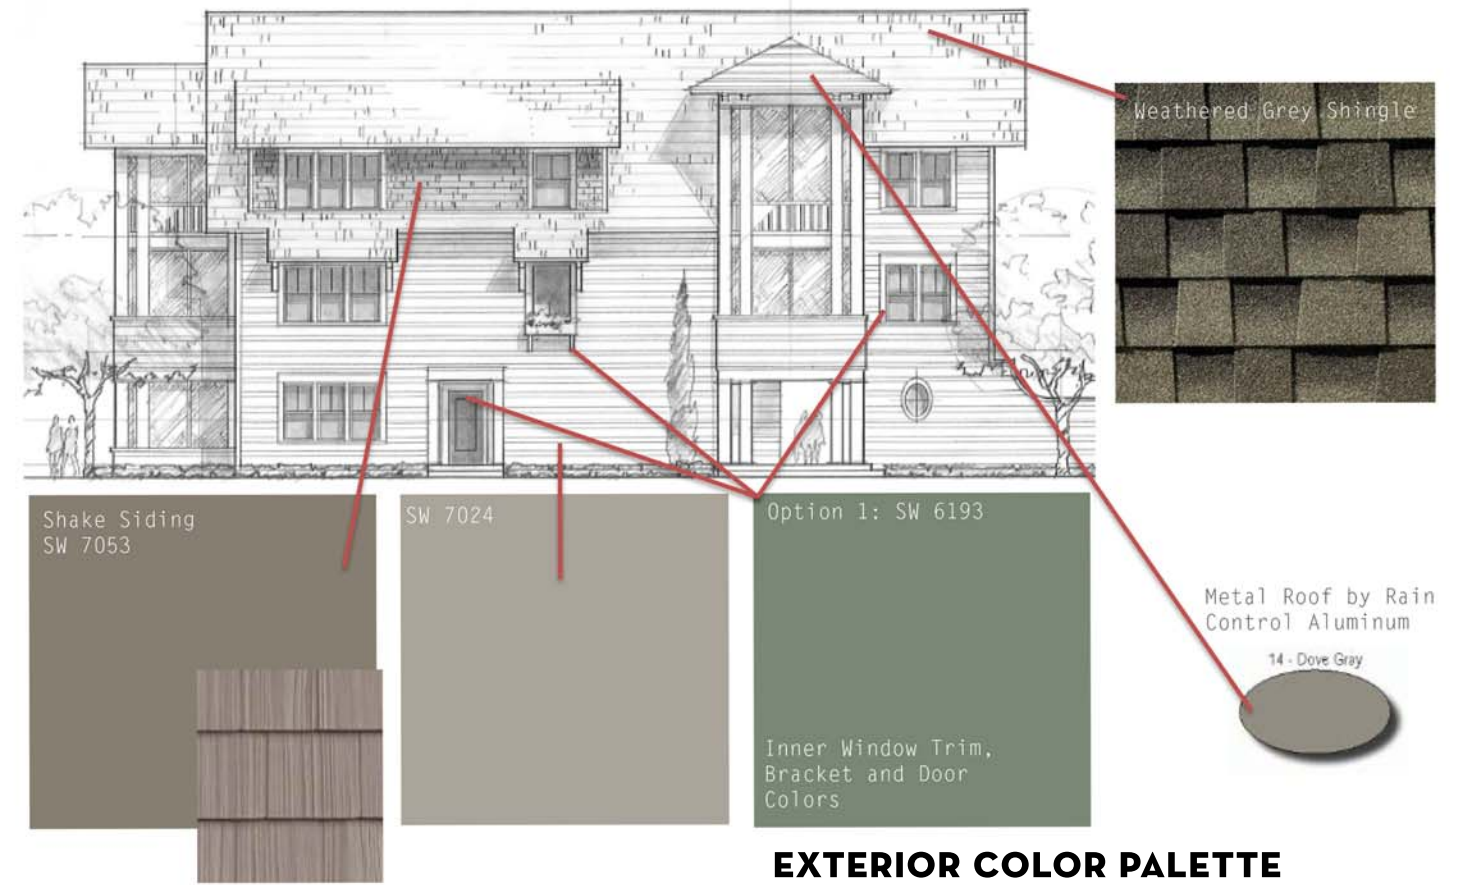 Weathered Grey Shingle
Shake Siding
SW 7053
SW 7024
Option 1: SW 6193
Inner Window Trim,
Bracket and Door
Colors
Metal Roof by Rain
Control Aluminum
14 - Dove Gray
EXTERIOR COLOR PALETTE